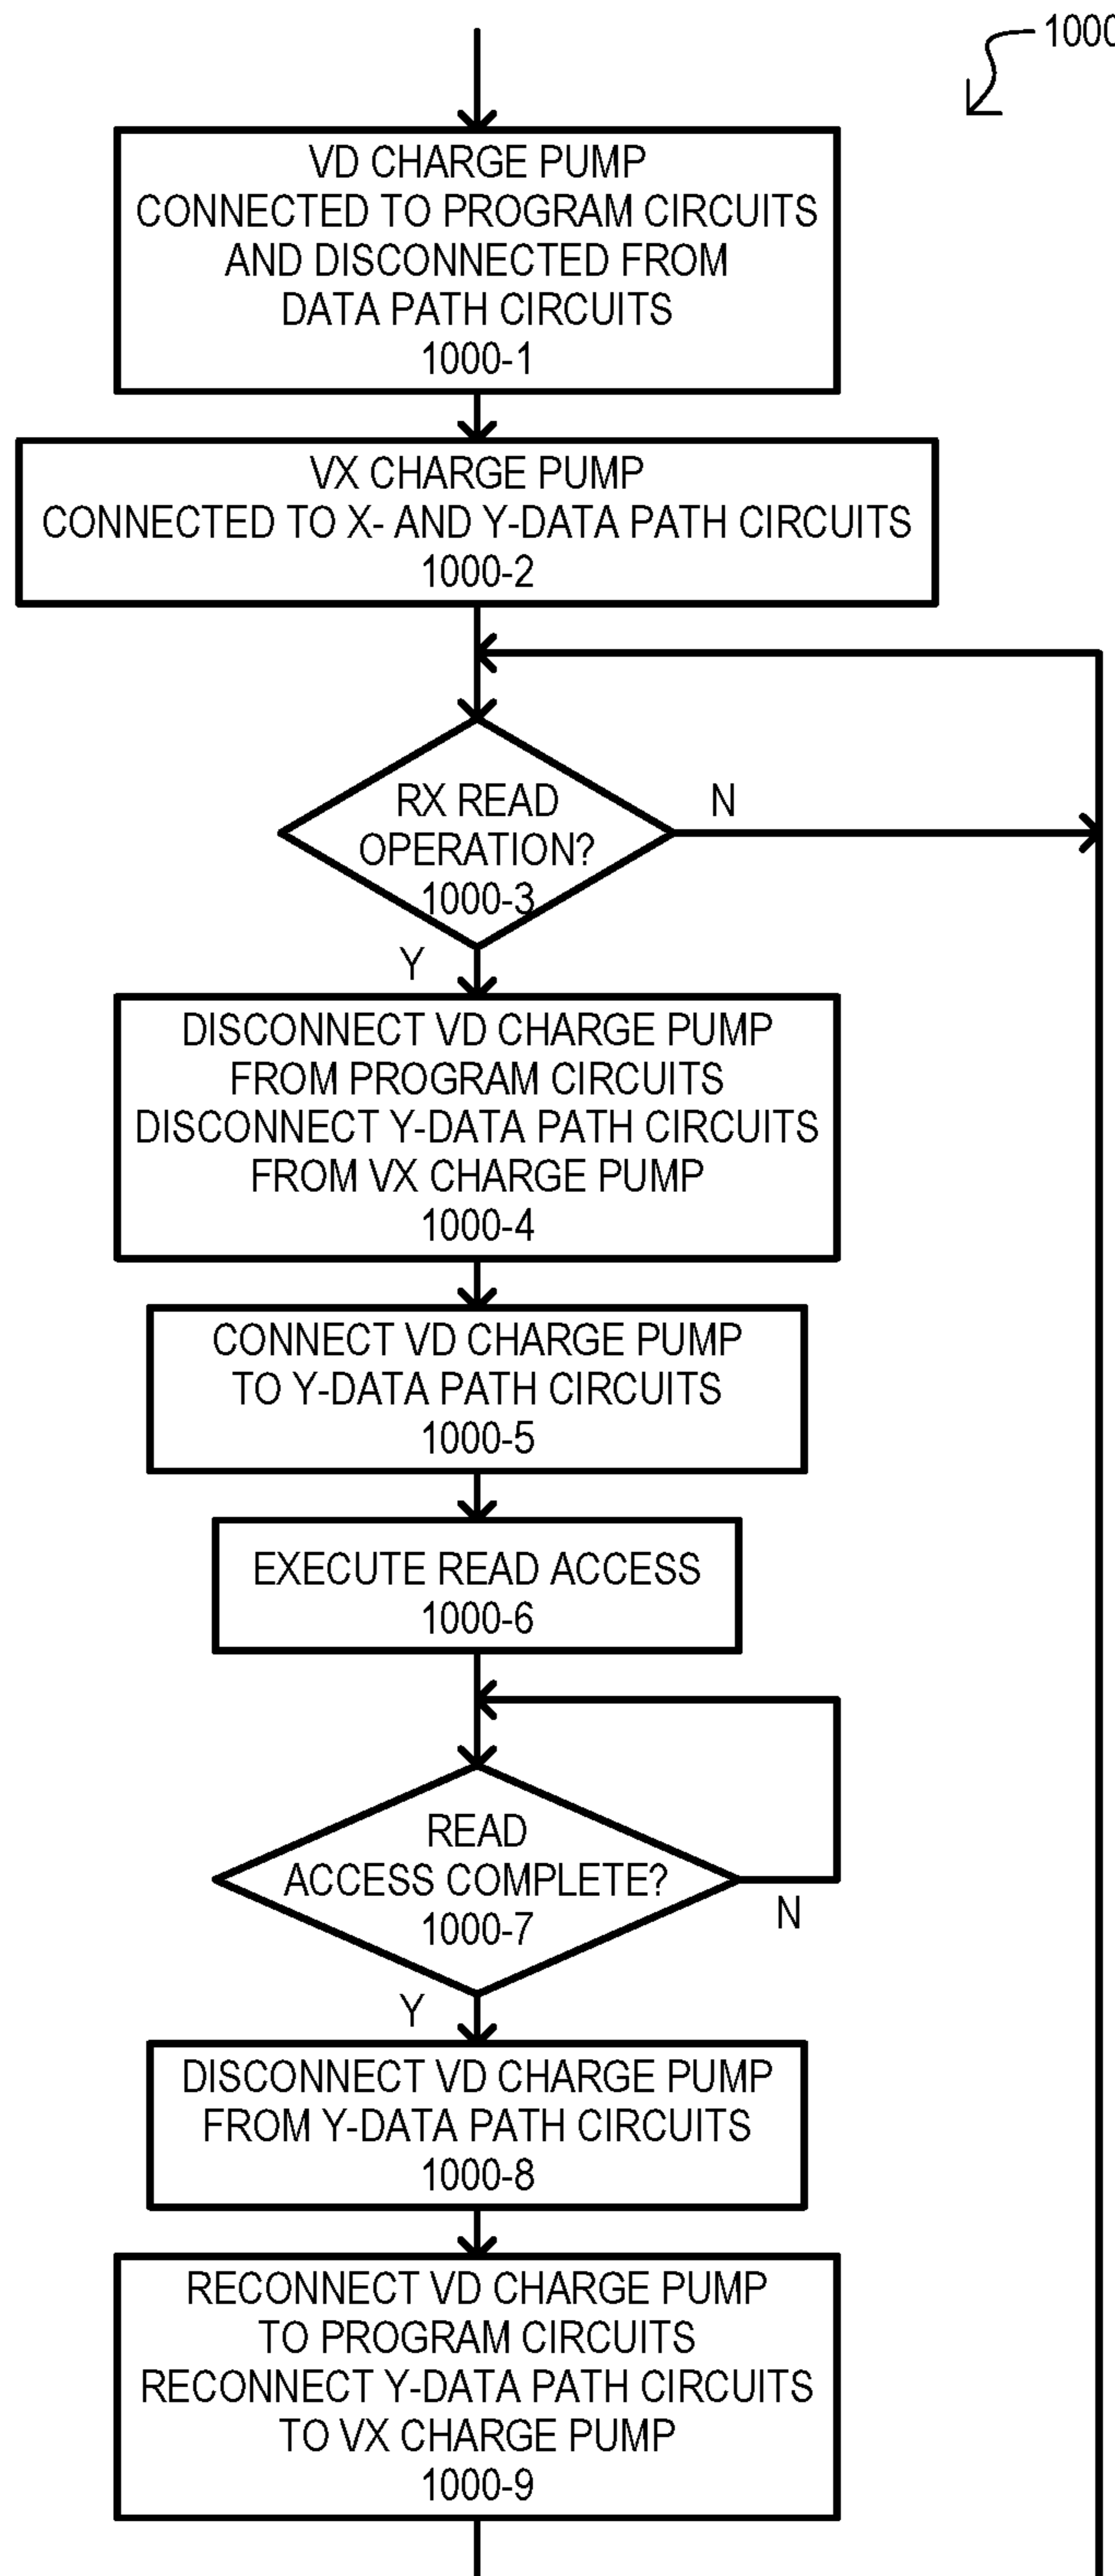 1000
VD CHARGE PUMP
CONNECTED TO PROGRAM CIRCUITS
AND DISCONNECTED FROM
DATA PATH CIRCUITS
1000-1
VX CHARGE PUMP
CONNECTED TO X- AND Y-DATA PATH CIRCUITS
1000-2
RX READ
OPERATION?
1000-3
N
Y
DISCONNECT VD CHARGE PUMP
FROM PROGRAM CIRCUITS
DISCONNECT Y-DATA PATH CIRCUITS
FROM VX CHARGE PUMP
1000-4
CONNECT VD CHARGE PUMP
TO Y-DATA PATH CIRCUITS
1000-5
EXECUTE READ ACCESS
1000-6
READ
ACCESS COMPLETE?
1000-7
N
Y
DISCONNECT VD CHARGE PUMP
FROM Y-DATA PATH CIRCUITS
1000-8
RECONNECT VD CHARGE PUMP
TO PROGRAM CIRCUITS
RECONNECT Y-DATA PATH CIRCUITS
TO VX CHARGE PUMP
1000-9